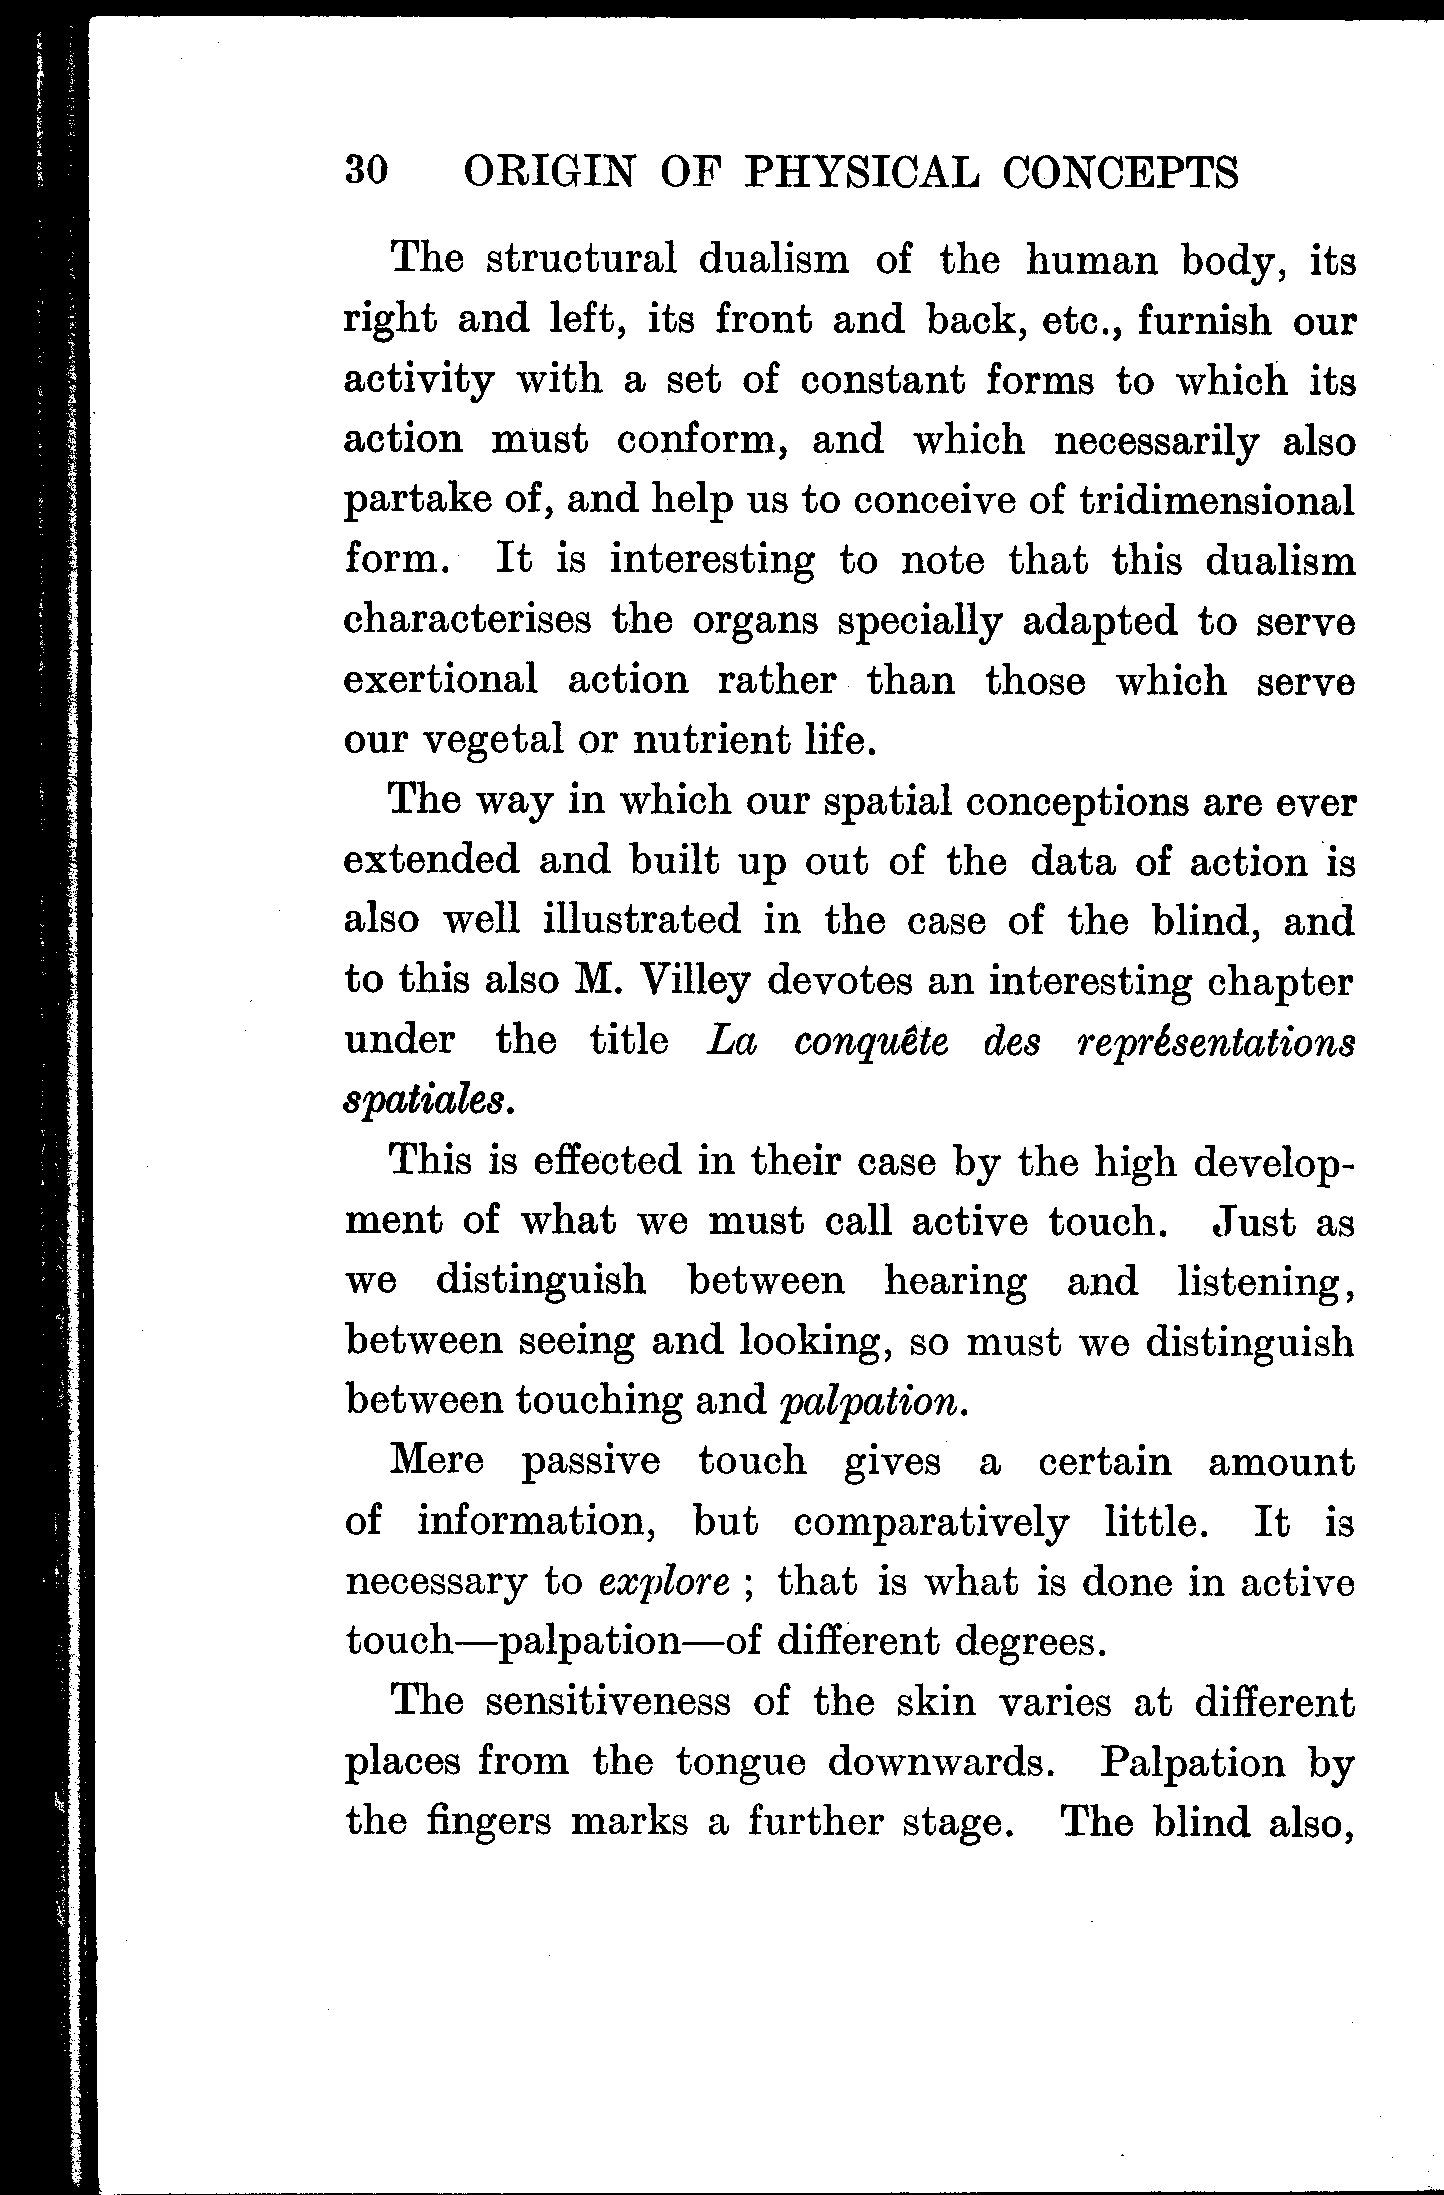 30 ORIGIN OF PHYSICAL CONCEPTS
The structural dualism of the human body, its
right and left, its front and back, etc., furnish our
activity with a set of constant forms to which its
action must conform, and which necessarily also
partake of, and help us to conceive of tridimensional
form. It is interesting to note that this dualism
characterises the organs specially adapted to serve
exertional action rather than those which serve
our vegetal or nutrient life.
The way in which our spatial conceptions are ever
extended and built up out of the data of action is
also well illustrated in the case of the blind, and
to this also M. Villey devotes an interesting chapter
under the title La conquête des représentations
spatiales.
This is effected in their case by the high develop-
ment of what we must call active touch. Just as
we distinguish between hearing and listening,
between seeing and looking, so must we distinguish
between touching and palpation.
Mere passive touch gives a certain amount
of information, but comparatively little. It is
necessary to explore ; that is what is done in active
touch—palpation—of different degrees.
The sensitiveness of the skin varies at different
places from the tongue downwards. Palpation by
the fingers marks a further stage. The blind also,